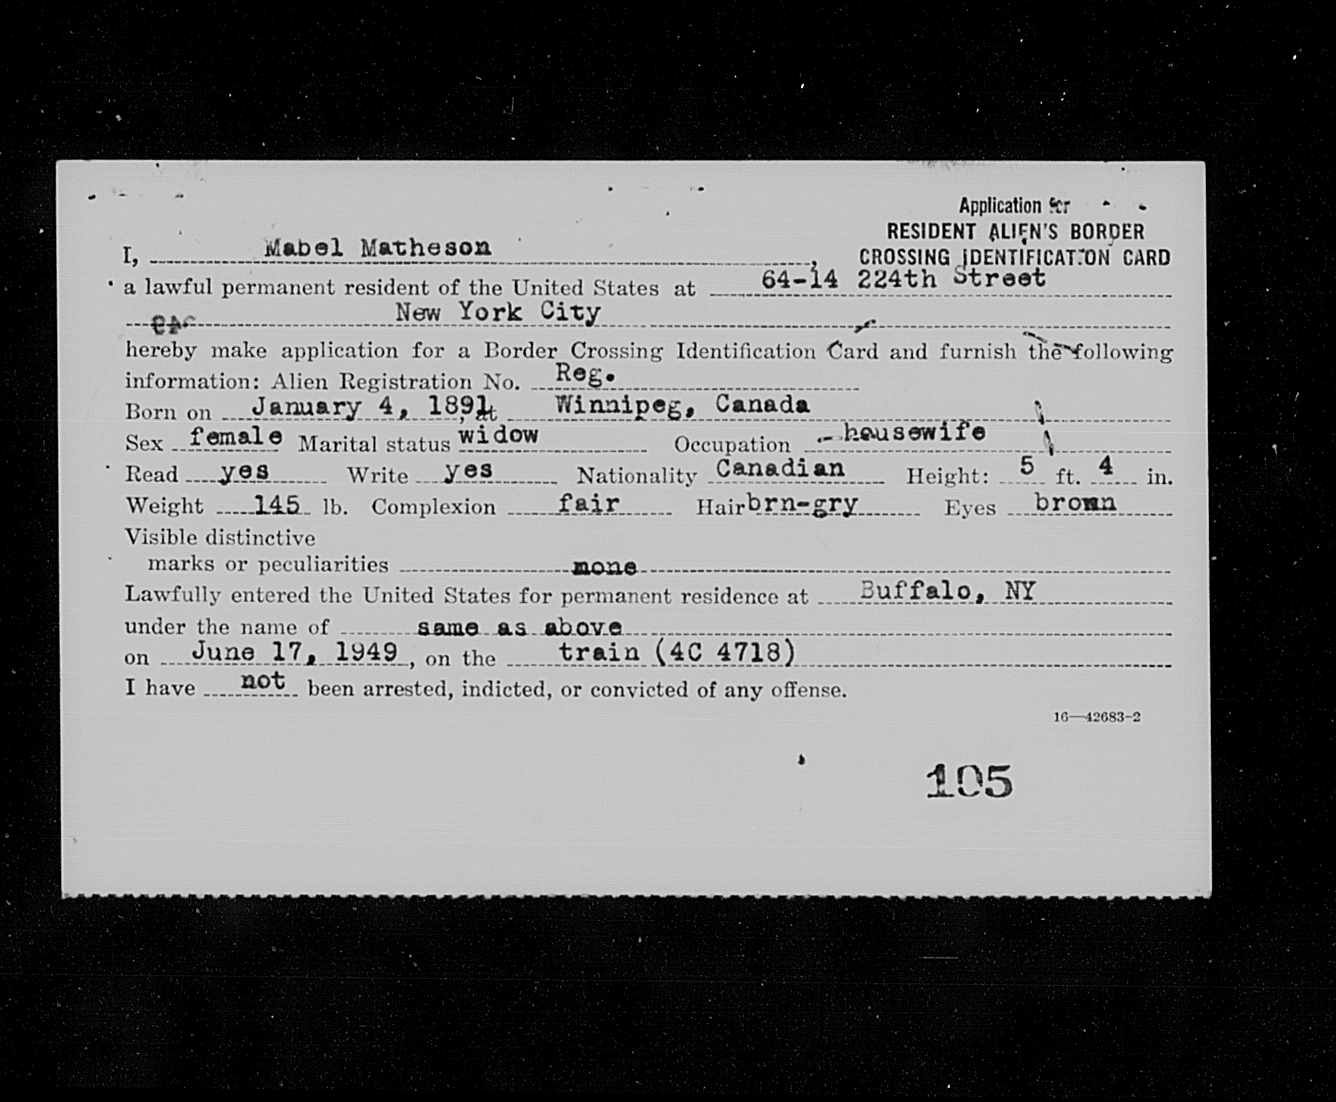 Application for
RESIDENT ALIEN'S BORDER
CROSSING IDENTIFICATION CARD
I, Mabel Matheson,
a lawful permanent resident of the United States at 64-14 224th Street
New York City
hereby make application for a Border Crossing Identification Card and furnish the following
information: Alien Registration No. Reg.
Born on January 4, 1891, at Winnipeg, Canada
Sex female Marital status widow Occupation housewife
Read yes Write yes Nationality Canadian Height: 5 ft. 4 in.
Weight 145 lb. Complexion fair Hair brn-gry Eyes brown
Visible distinctive
marks or peculiarities none
Lawfully entered the United States for permanent residence at Buffalo, NY
under the name of same as above
on June 17, 1949, on the train (4C 4718)
I have not been arrested, indicted, or convicted of any offense.
16—42683-2
105